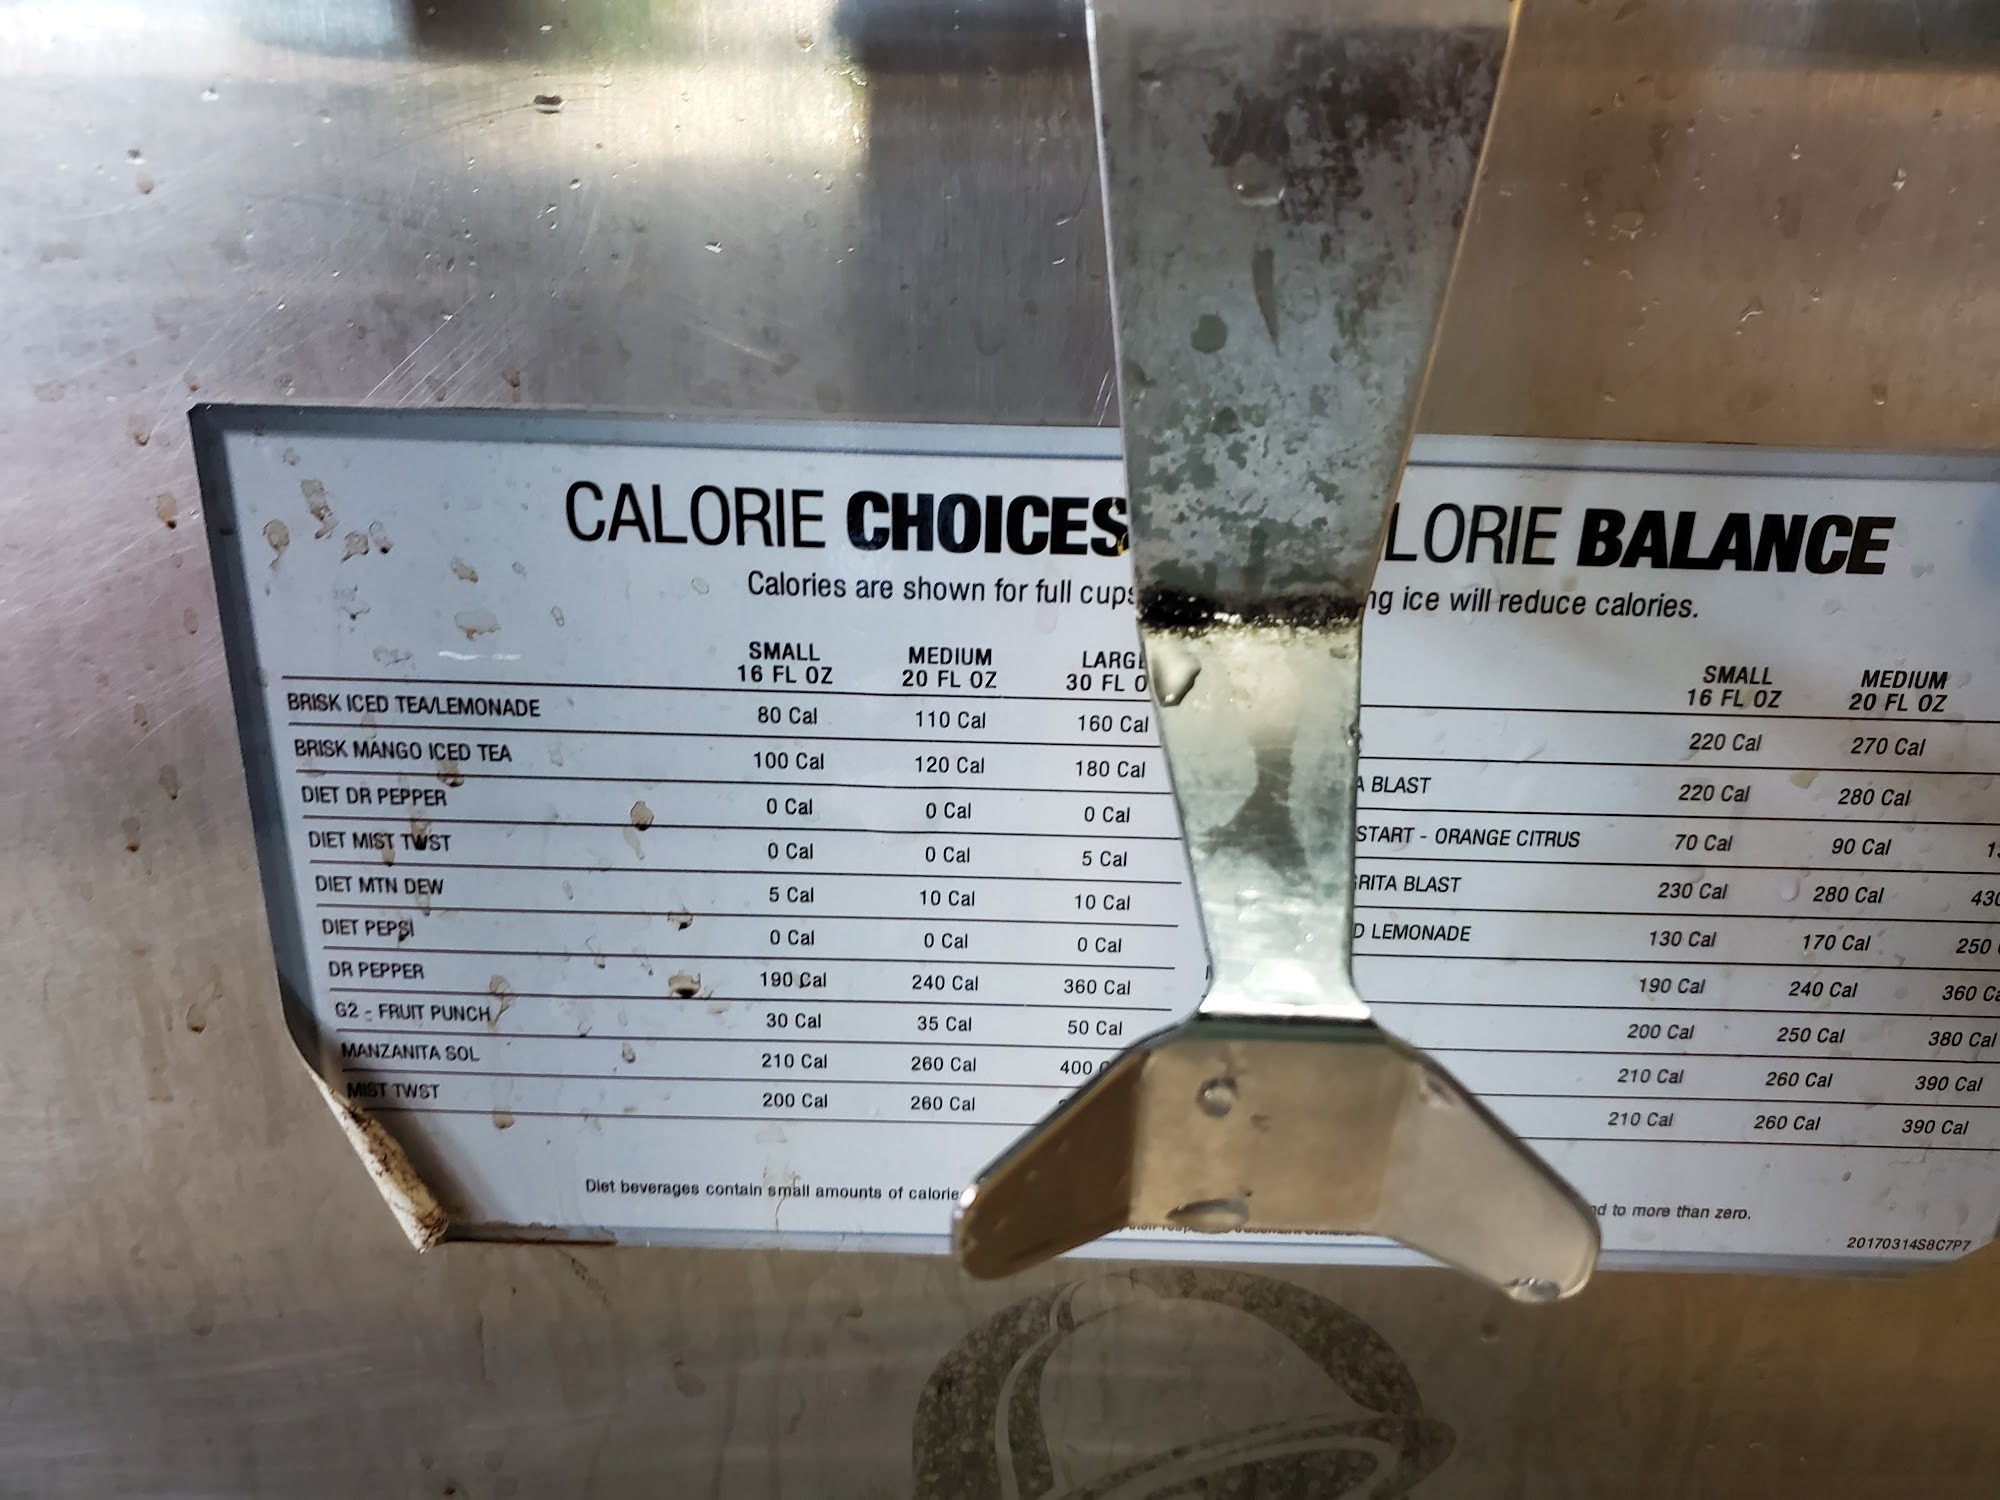 CALORIE CHOICES LORIE BALANCE
Calories are shown for full cups ng ice will reduce calories.
SMALL MEDIUM LARGE SMALL MEDIUM
16 FL OZ 20 FL OZ 30 FL O 16 FL OZ 20 FL OZ
BRISK ICED TEA/LEMONADE 80 Cal 110 Cal 160 Cal 220 Cal 270 Cal
BRISK MANGO ICED TEA 100 Cal 120 Cal 180 Cal A BLAST 220 Cal 280 Cal
DIET DR PEPPER 0 Cal 0 Cal 0 Cal START - ORANGE CITRUS 70 Cal 90 Cal
DIET MIST TWST 0 Cal 0 Cal 5 Cal RITA BLAST 230 Cal 280 Cal 430
DIET MTN DEW 5 Cal 10 Cal 10 Cal D LEMONADE 130 Cal 170 Cal 250
DIET PEPSI 0 Cal 0 Cal 0 Cal 190 Cal 240 Cal 360 Ca
DR PEPPER 190 Cal 240 Cal 360 Cal 200 Cal 250 Cal 380 Cal
G2 - FRUIT PUNCH 30 Cal 35 Cal 50 Cal 210 Cal 260 Cal 390 Cal
MANZANITA SOL 210 Cal 260 Cal 400 210 Cal 260 Cal 390 Cal
MIST TWST 200 Cal 260 Cal
Diet beverages contain small amounts of calorie nd to more than zero.
20170314S8C7P7